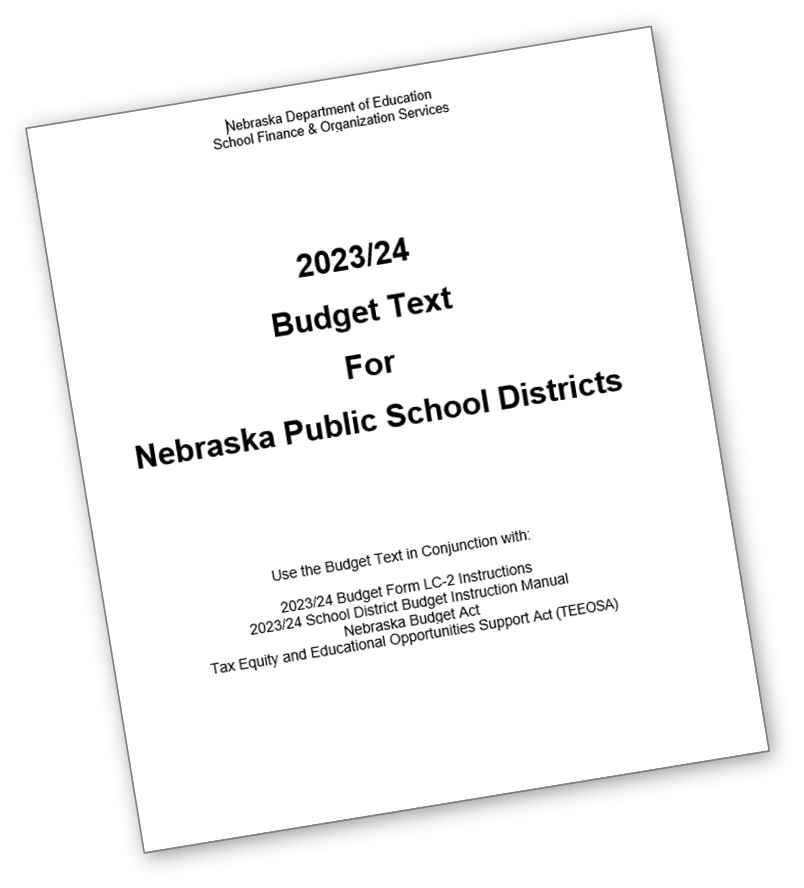 Nebraska Department of Education
School Finance & Organization Services
2023/24
Budget Text
For
Nebraska Public School Districts
Use the Budget Text in Conjunction with:
2023/24 Budget Form LC-2 Instructions
2023/24 School District Budget Instruction Manual
Nebraska Budget Act
Tax Equity and Educational Opportunities Support Act (TEEOSA)